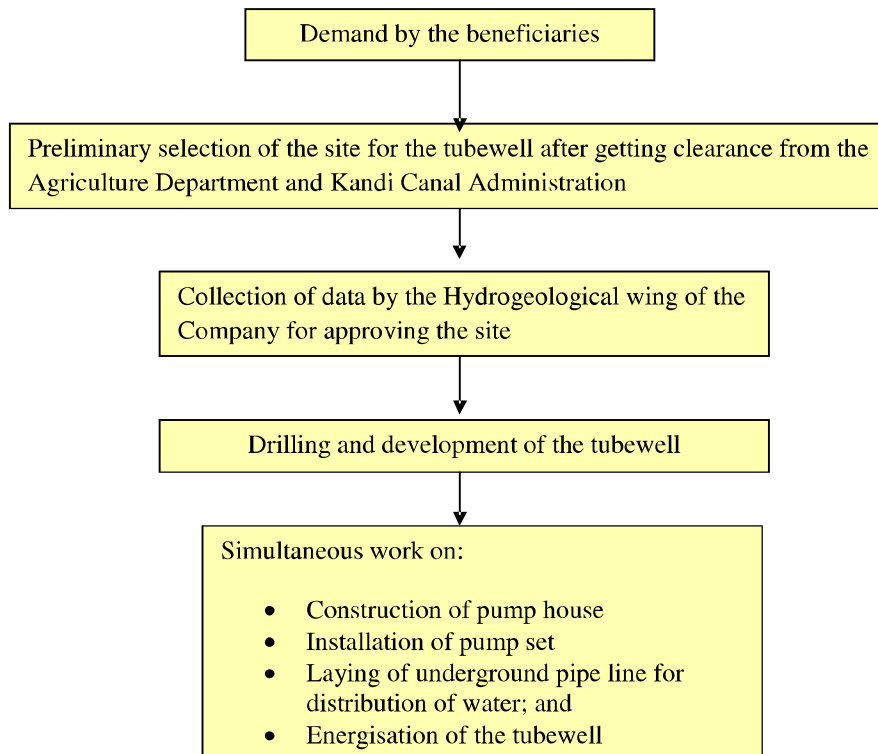 Demand by the beneficiaries
Preliminary selection of the site for the tubewell after getting clearance from the
Agriculture Department and Kandi Canal Administration
Collection of data by the Hydrogeological wing of the
Company for approving the site
Drilling and development of the tubewell
Simultaneous work on:
• Construction of pump house
• Installation of pump set
• Laying of underground pipe line for
distribution of water; and
• Energisation of the tubewell